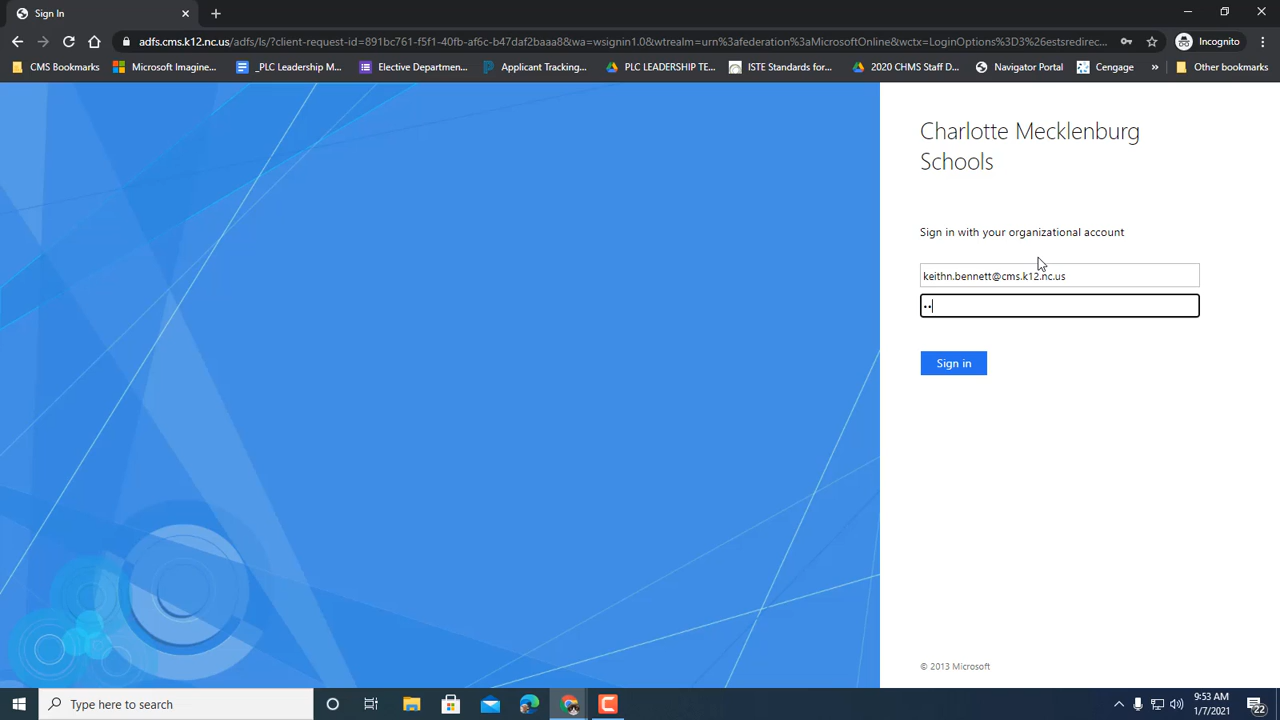 Sign In
adfs.cms.k12.nc.us/adfs/ls/?client-request-id=891bc761-f5f1-40fb-af6c-b47daf2baaa8&wa=wsignin1.0&wtrealm=urn%3afederation%3aMicrosoftOnline&wctx=LoginOptions%3D3%26estsredirec...
Incognito
CMS Bookmarks
Microsoft Imagine...
_PLC Leadership M...
Elective Departmen...
Applicant Tracking...
PLC LEADERSHIP TE...
ISTE Standards for...
2020 CHMS Staff D...
Navigator Portal
Cengage
»
Other bookmarks
Charlotte Mecklenburg
Schools
Sign in with your organizational account
keithn.bennett@cms.k12.nc.us
••
Sign in
© 2013 Microsoft
Type here to search
9:53 AM
1/7/2021
22